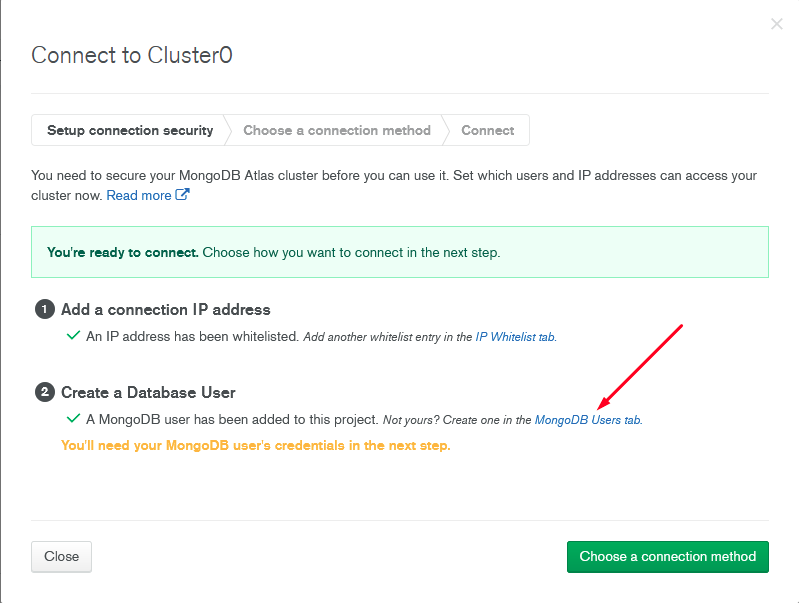 Connect to Cluster0
Setup connection security
Choose a connection method
Connect
You need to secure your MongoDB Atlas cluster before you can use it. Set which users and IP addresses can access your
cluster now. Read more
You're ready to connect. Choose how you want to connect in the next step.
1 Add a connection IP address
An IP address has been whitelisted. Add another whitelist entry in the IP Whitelist tab.
2 Create a Database User
A MongoDB user has been added to this project. Not yours? Create one in the MongoDB Users tab.
You'll need your MongoDB user's credentials in the next step.
Close
Choose a connection method